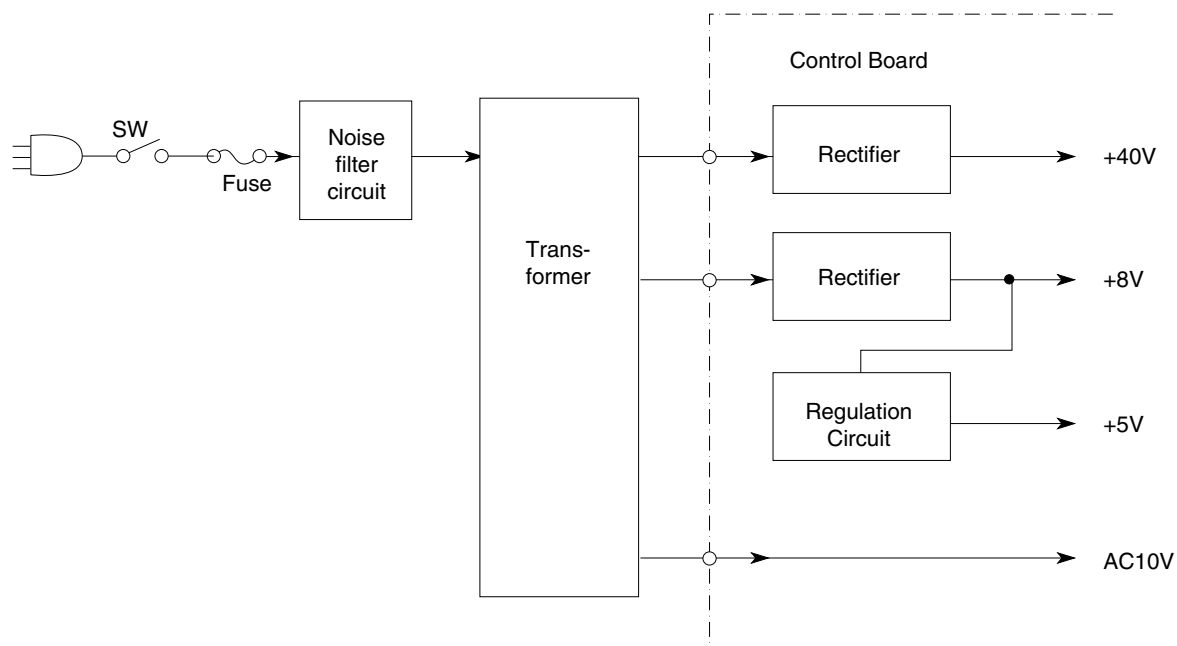 Control Board
SW
Fuse
Noise
filter
circuit
Trans-
former
Rectifier
+40V
Rectifier
+8V
Regulation
Circuit
+5V
AC10V